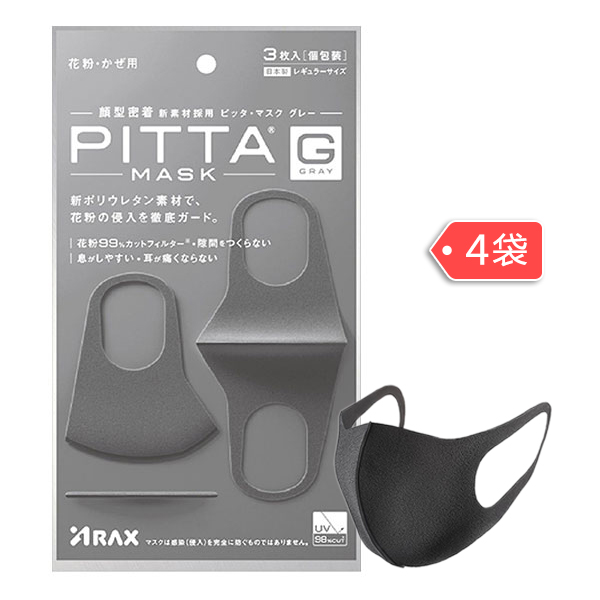 花粉・かぜ用
3枚入[個包装]
日本製 レギュラーサイズ
顔型密着 新素材採用 ピッタ・マスク グレー
PITTA® G
MASK GRAY
新ポリウレタン素材で、
花粉の侵入を徹底ガード。
花粉99%カットフィルター※・隙間をつくらない
息がしやすい・耳が痛くならない
4袋
ARAX
マスクは感染(侵入)を完全に防ぐものではありません。
UV
98%cut